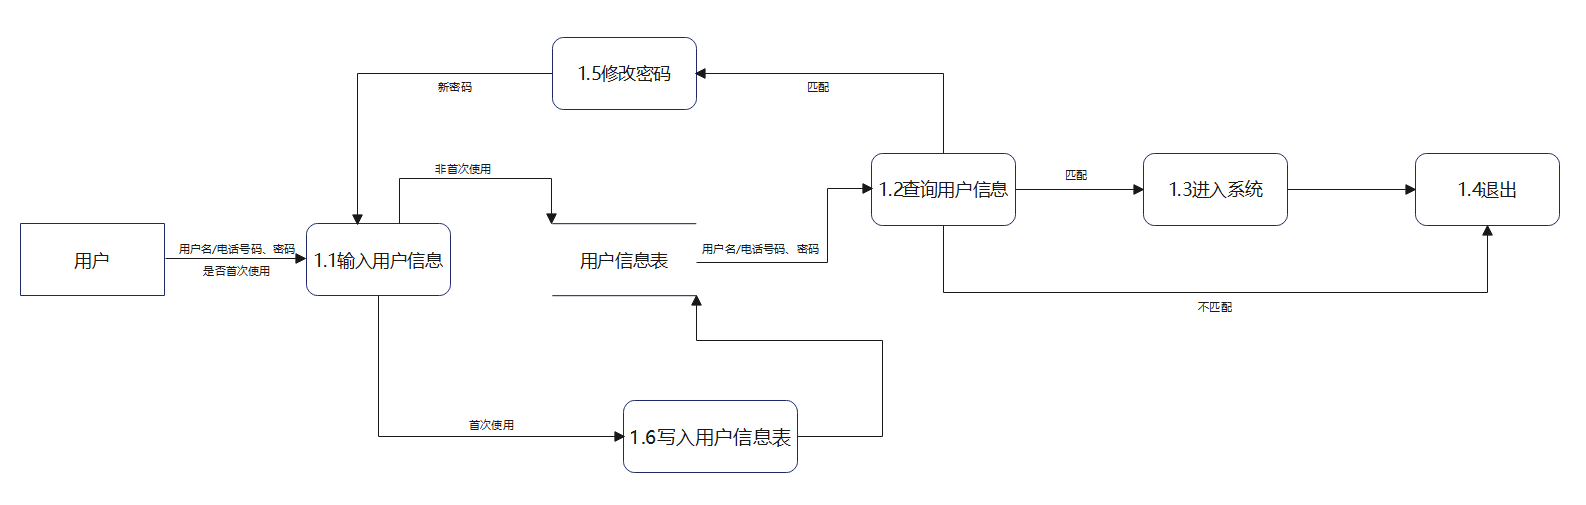 1.5修改密码
新密码
匹配
非首次使用
1.2查询用户信息
匹配
1.3进入系统
1.4退出
用户
用户名/电话号码、密码
是否首次使用
1.1输入用户信息
用户信息表
用户名/电话号码、密码
不匹配
首次使用
1.6写入用户信息表